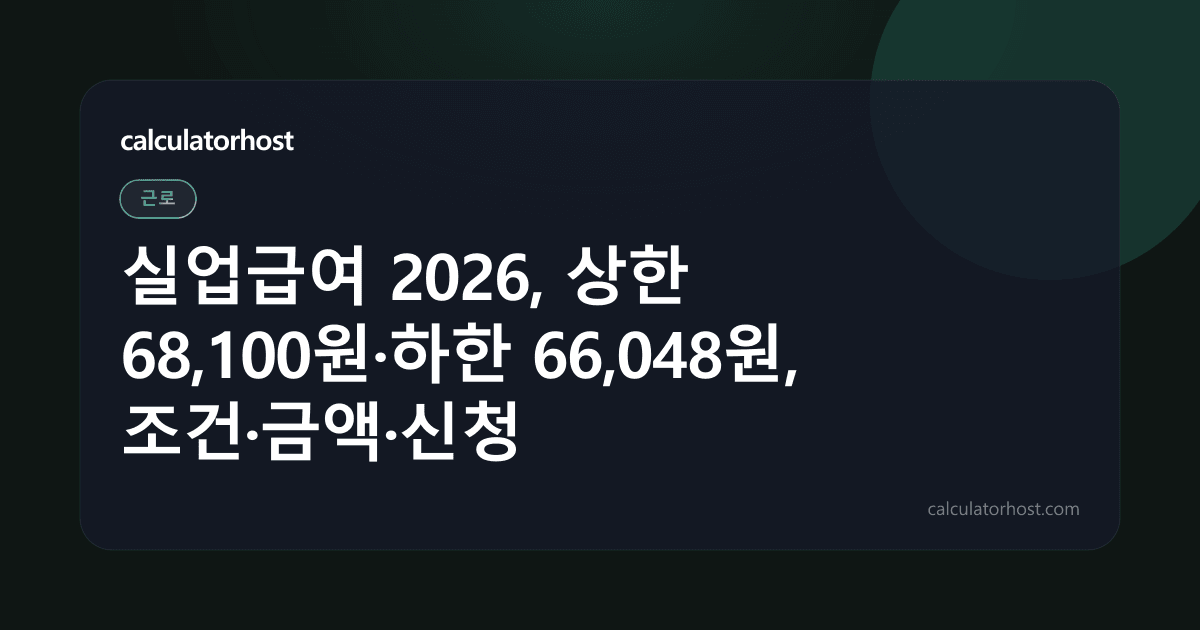 calculatorhost
근로
실업급여 2026, 상한
68,100원·하한 66,048원,
조건·금액·신청
calculatorhost.com